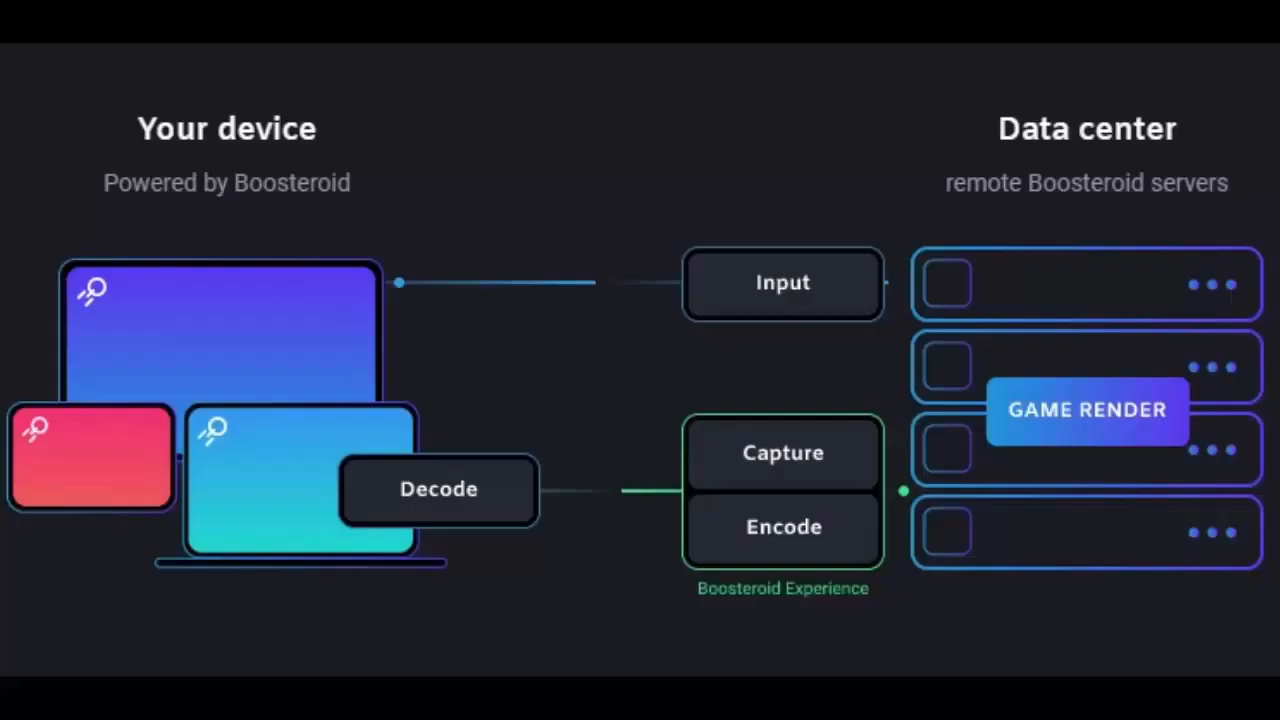 Your device
Powered by Boosteroid
Data center
remote Boosteroid servers
Input
GAME RENDER
Capture
Decode
Encode
Boosteroid Experience